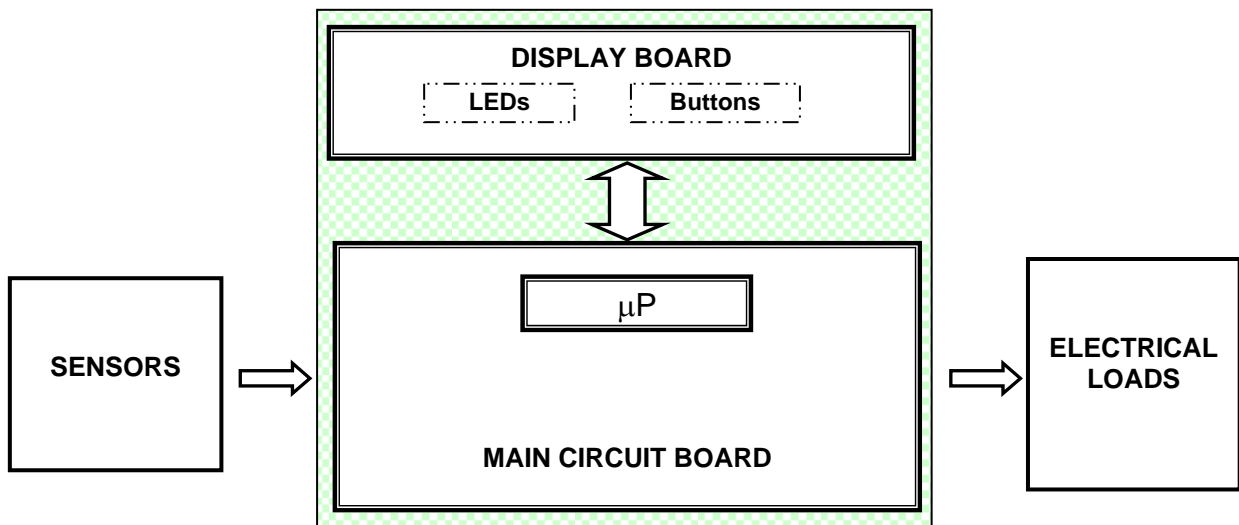 DISPLAY BOARD
LEDs
Buttons
μP
SENSORS
ELECTRICAL
LOADS
MAIN CIRCUIT BOARD